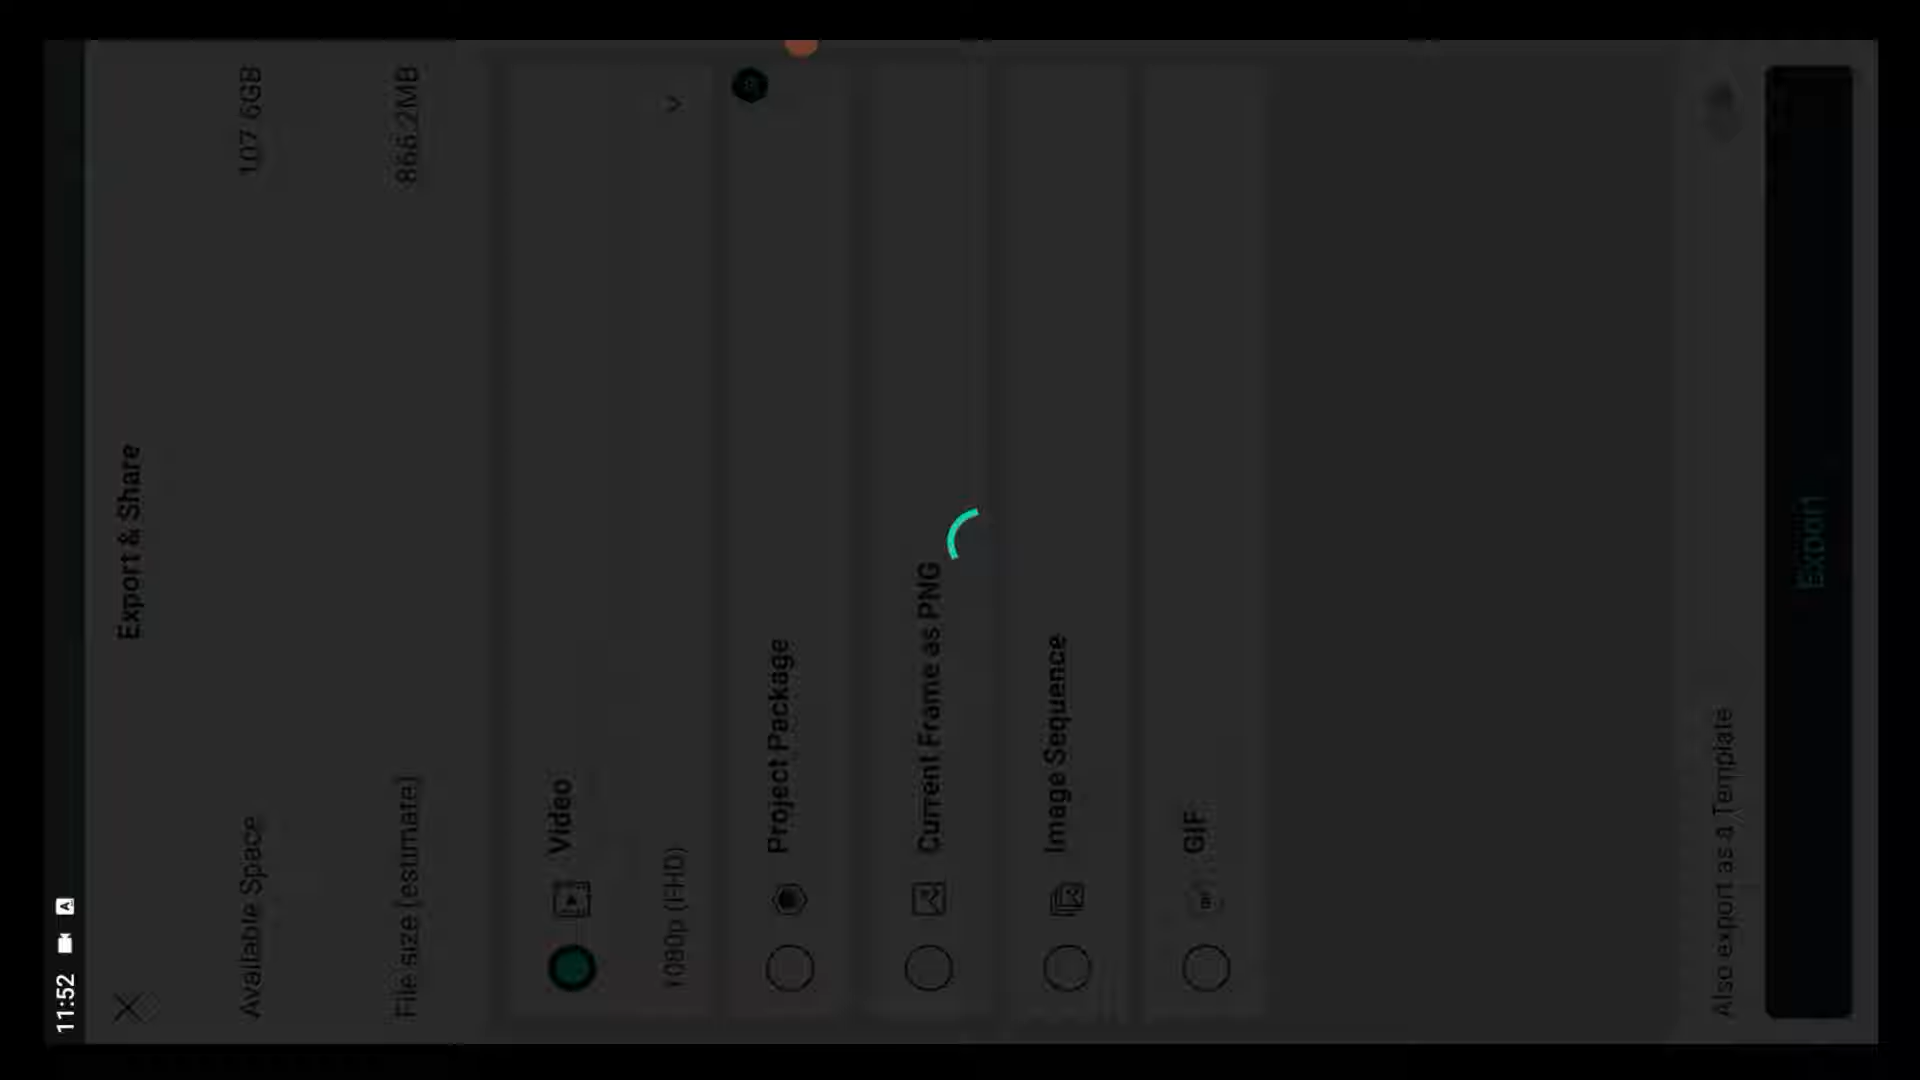 11:52
Export & Share
Available Space 107.6GB
File size (estimate) 866.2MB
Video
1080p (FHD)
Project Package
Current Frame as PNG
Image Sequence
GIF
Also export as a Template
Export